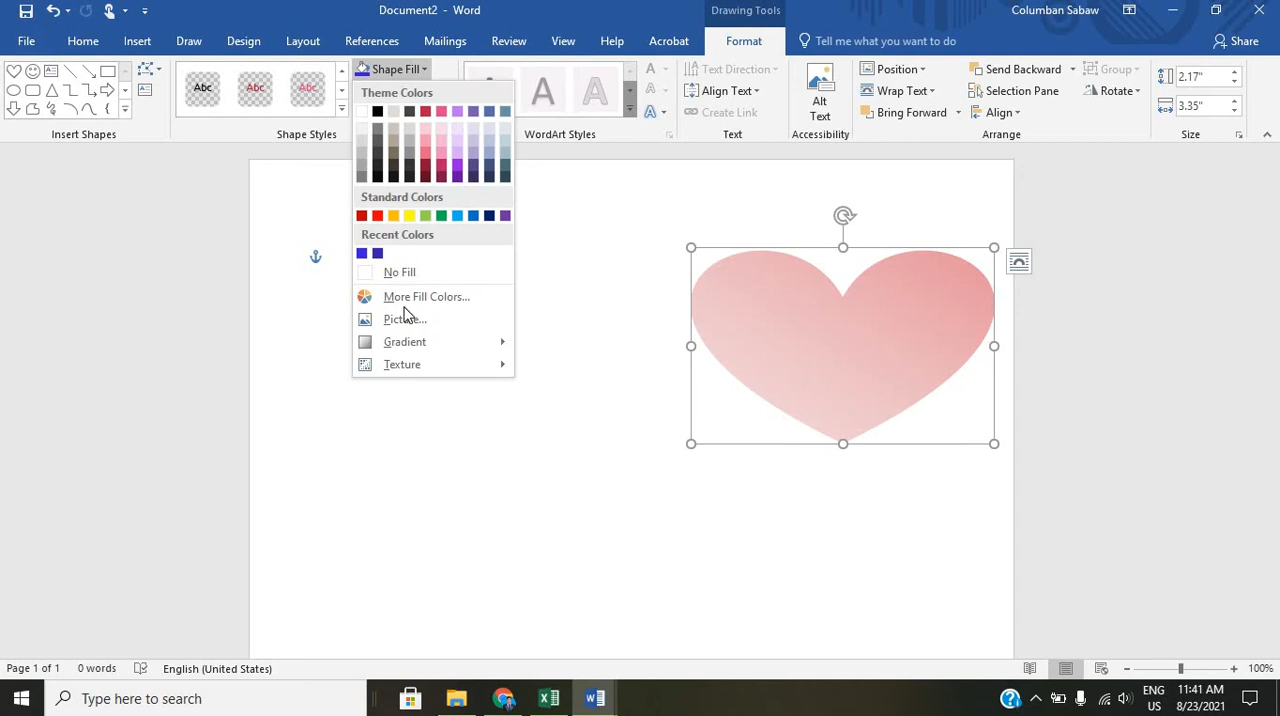 Document2 - Word
Drawing Tools
Columban Sabaw
File Home Insert Draw Design Layout References Mailings Review View Help Acrobat Format Tell me what you want to do Share
Shape Fill
Abc Abc Abc
Insert Shapes
Shape Styles
A A
WordArt Styles
Text Direction
Align Text
Create Link
Text
Alt
Text
Accessibility
Position
Wrap Text
Bring Forward
Send Backward
Selection Pane
Align
Group
Rotate
Arrange
2.17"
3.35"
Size
Theme Colors
Standard Colors
Recent Colors
No Fill
More Fill Colors...
Gradient
Texture
Page 1 of 1 0 words English (United States) 100%
Type here to search
ENG
US
11:41 AM
8/23/2021